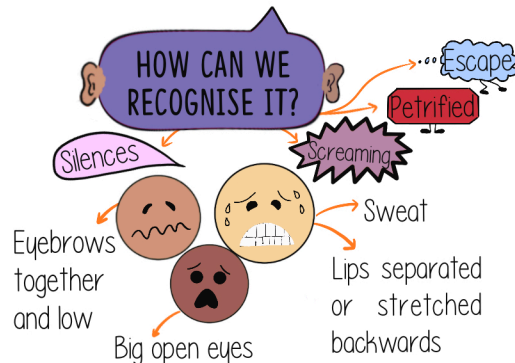 HOW CAN WE
RECOGNISE IT?
Escape
Petrified
Silences
Screaming
Sweat
Eyebrows
together
and low
Lips separated
or stretched
backwards
Big open eyes